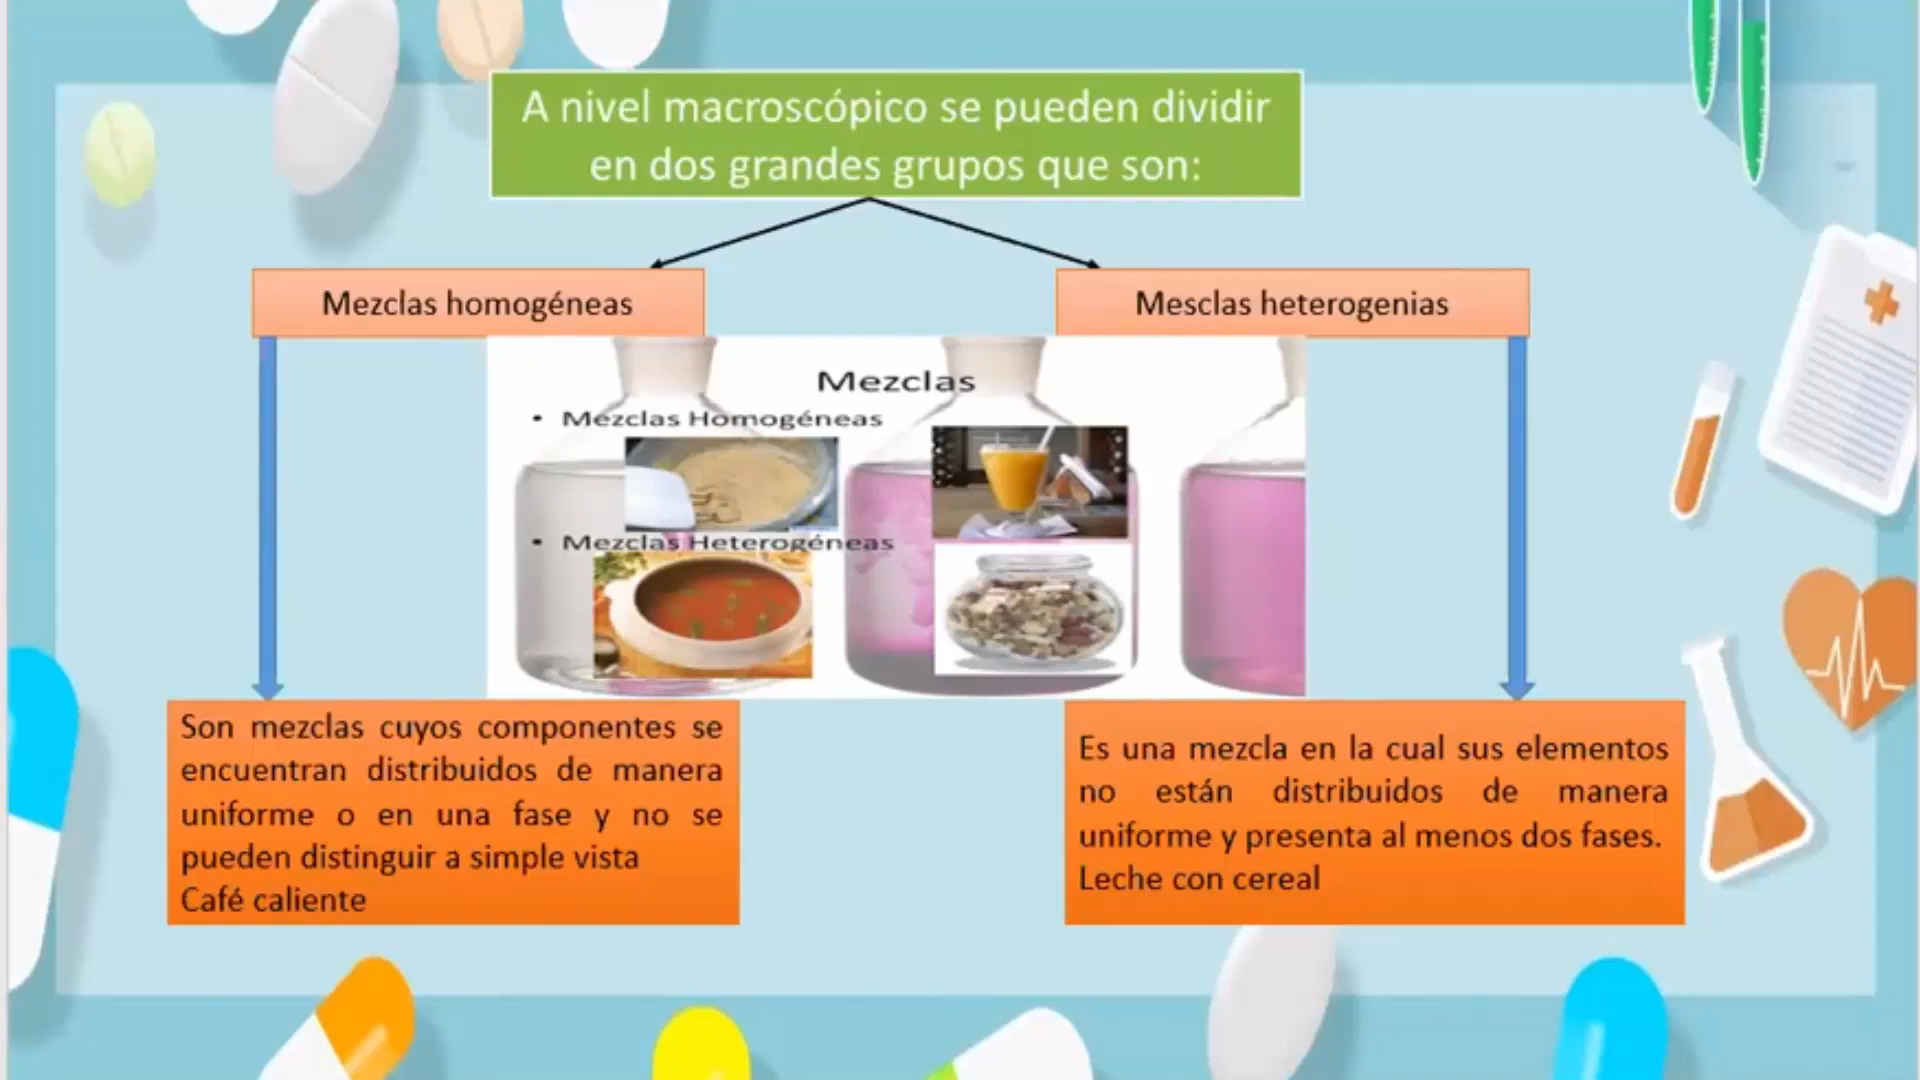 A nivel macroscópico se pueden dividir
en dos grandes grupos que son:
Mezclas homogéneas
Mesclas heterogenias
Mezclas
• Mezclas Homogéneas
• Mezclas Heterogéneas
Son mezclas cuyos componentes se
encuentran distribuidos de manera
uniforme o en una fase y no se
pueden distinguir a simple vista
Café caliente
Es una mezcla en la cual sus elementos
no están distribuidos de manera
uniforme y presenta al menos dos fases.
Leche con cereal